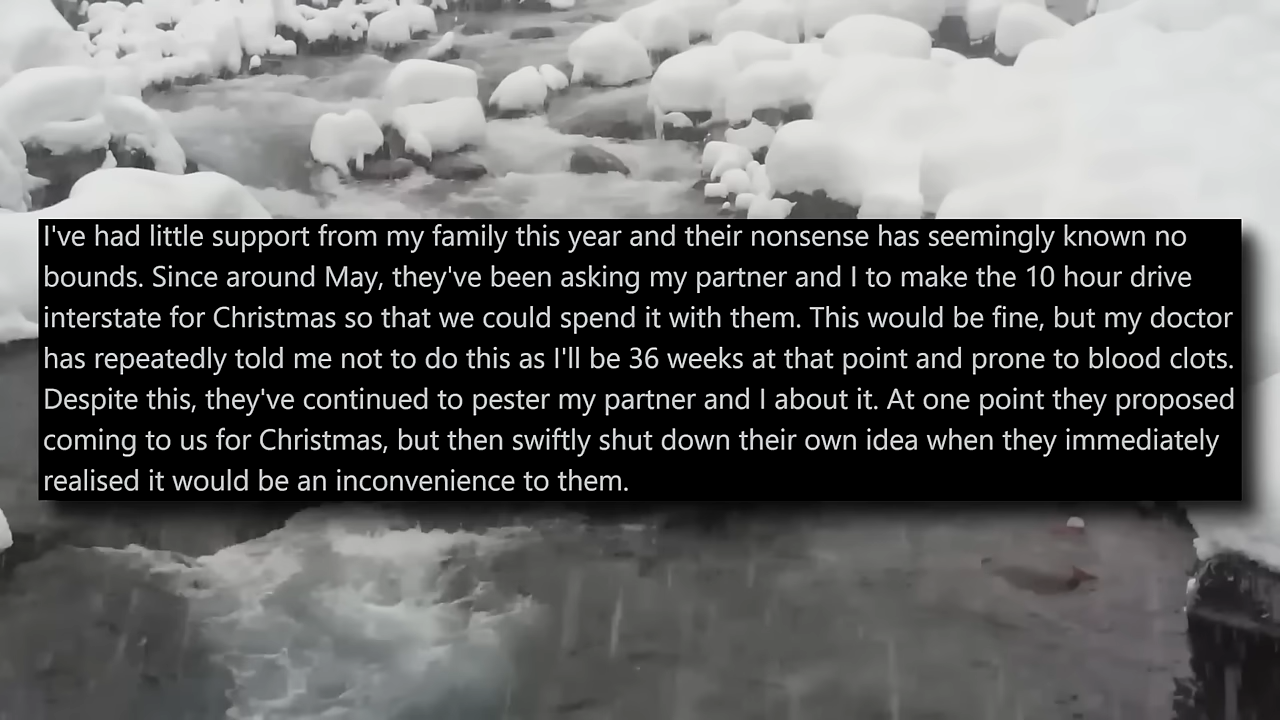 I've had little support from my family this year and their nonsense has seemingly known no
bounds. Since around May, they've been asking my partner and I to make the 10 hour drive
interstate for Christmas so that we could spend it with them. This would be fine, but my doctor
has repeatedly told me not to do this as I'll be 36 weeks at that point and prone to blood clots.
Despite this, they've continued to pester my partner and I about it. At one point they proposed
coming to us for Christmas, but then swiftly shut down their own idea when they immediately
realised it would be an inconvenience to them.